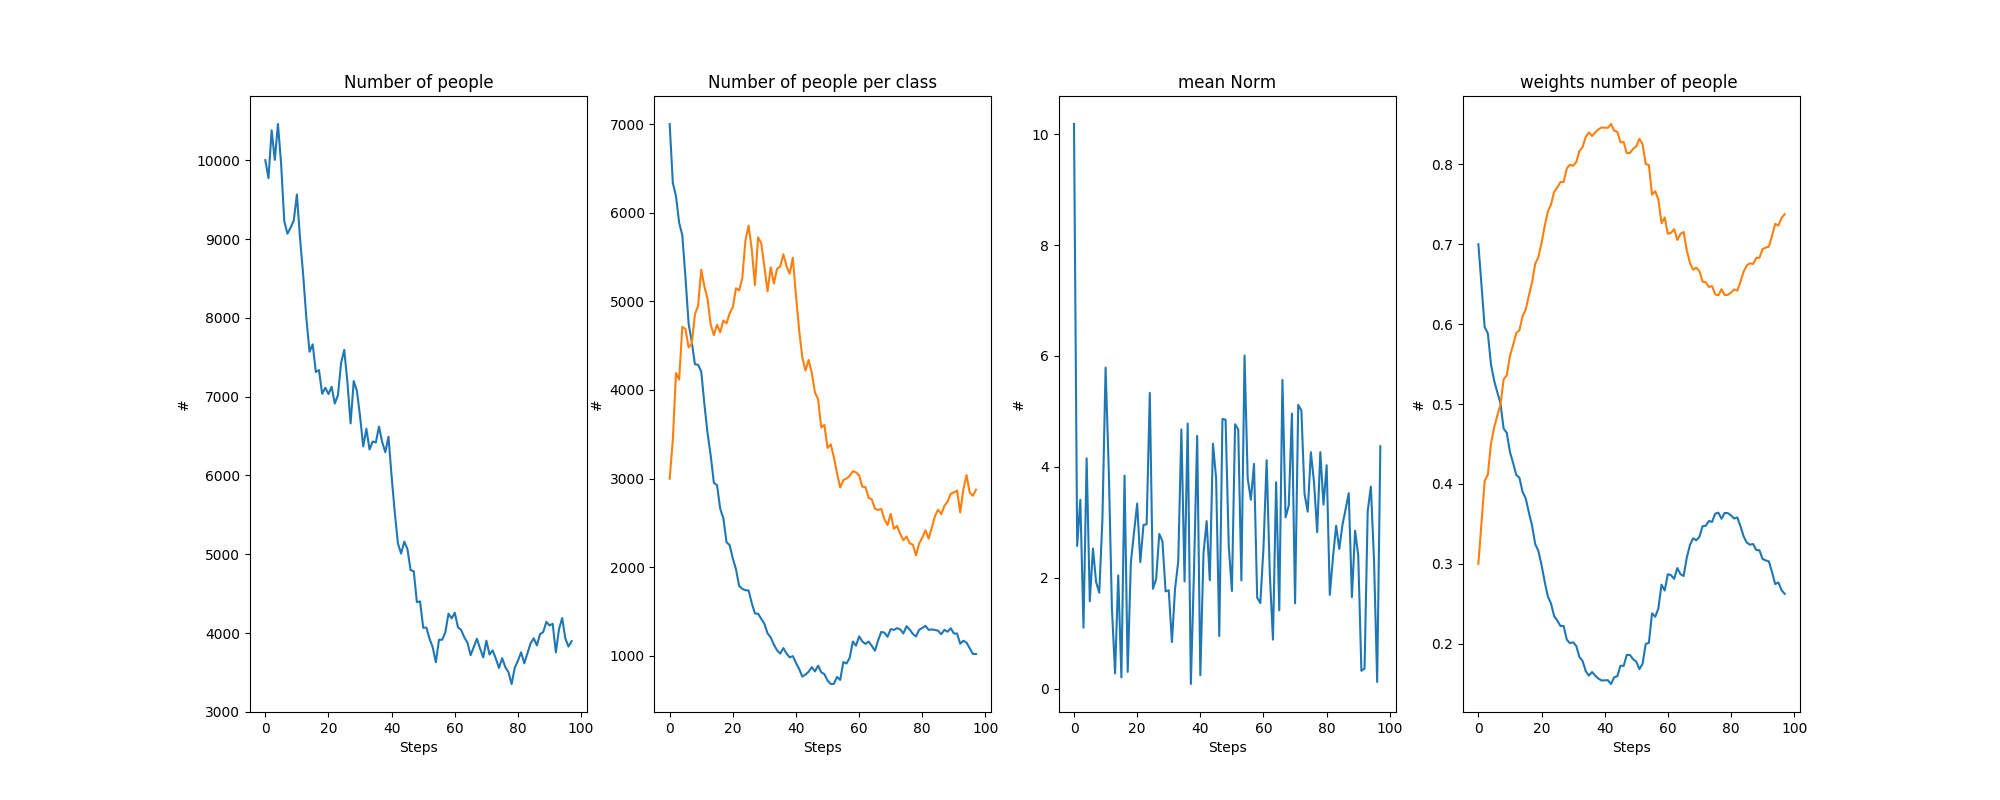 Number of people
10000
9000
8000
7000
6000
5000
4000
3000
#
0 20 40 60 80 100
Steps
Number of people per class
7000
6000
5000
4000
3000
2000
1000
#
0 20 40 60 80 100
Steps
mean Norm
10
8
6
4
2
0
#
0 20 40 60 80 100
Steps
weights number of people
0.8
0.7
0.6
0.5
0.4
0.3
0.2
#
0 20 40 60 80 100
Steps